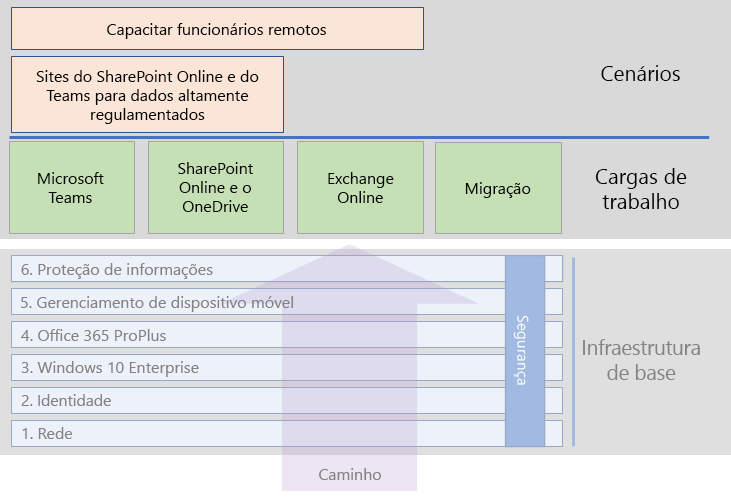 Capacitar funcionários remotos
Sites do SharePoint Online e do
Teams para dados altamente
regulamentados
Cenários
Microsoft
Teams
SharePoint
Online e o
OneDrive
Exchange
Online
Migração
Cargas de
trabalho
6. Proteção de informações
5. Gerenciamento de dispositivo móvel
4. Office 365 ProPlus
3. Windows 10 Enterprise
2. Identidade
1. Rede
Segurança
Infraestrutura
de base
Caminho